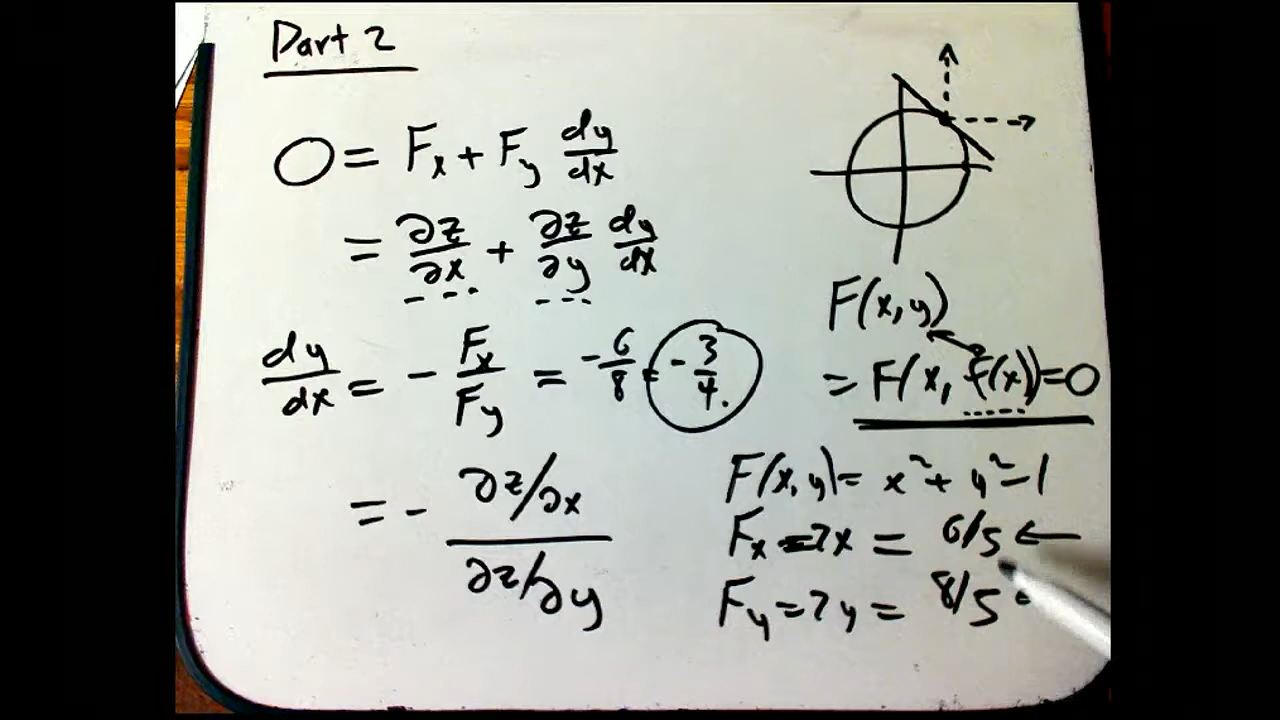 Part 2
0 = Fx + Fy dy/dx
= ∂z/∂x + ∂z/∂y dy/dx
dy/dx = - Fx/Fy = -6/8 = -3/4.
= - ∂z/∂x / ∂z/∂y
F(x,y)
= F(x, f(x)) = 0
F(x,y) = x² + y² - 1
Fx = 2x = 6/5 ←
Fy = 2y = 8/5 ←